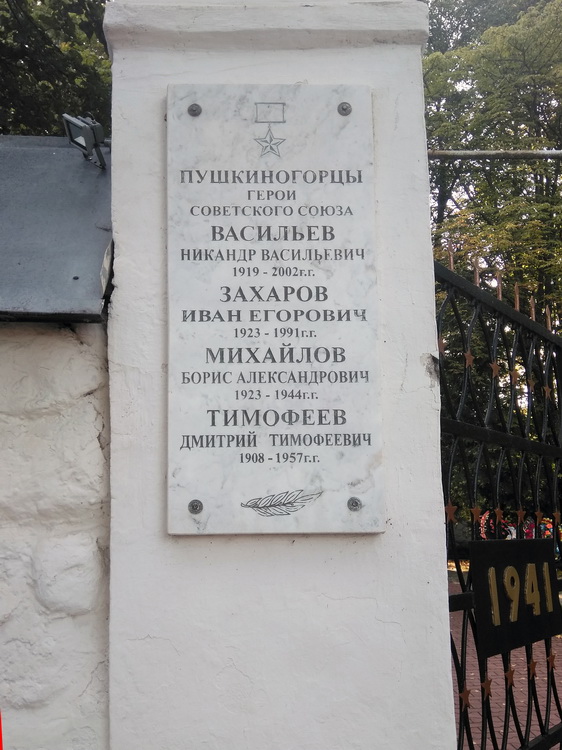 ПУШКИНОГОРЦЫ
ГЕРОИ
СОВЕТСКОГО СОЮЗА
ВАСИЛЬЕВ
НИКАНДР ВАСИЛЬЕВИЧ
1919 - 2002г.г.
ЗАХАРОВ
ИВАН ЕГОРОВИЧ
1923 - 1991г.г.
МИХАЙЛОВ
БОРИС АЛЕКСАНДРОВИЧ
1923 - 1944г.г.
ТИМОФЕЕВ
ДМИТРИЙ ТИМОФЕЕВИЧ
1908 - 1957г.г.
1941